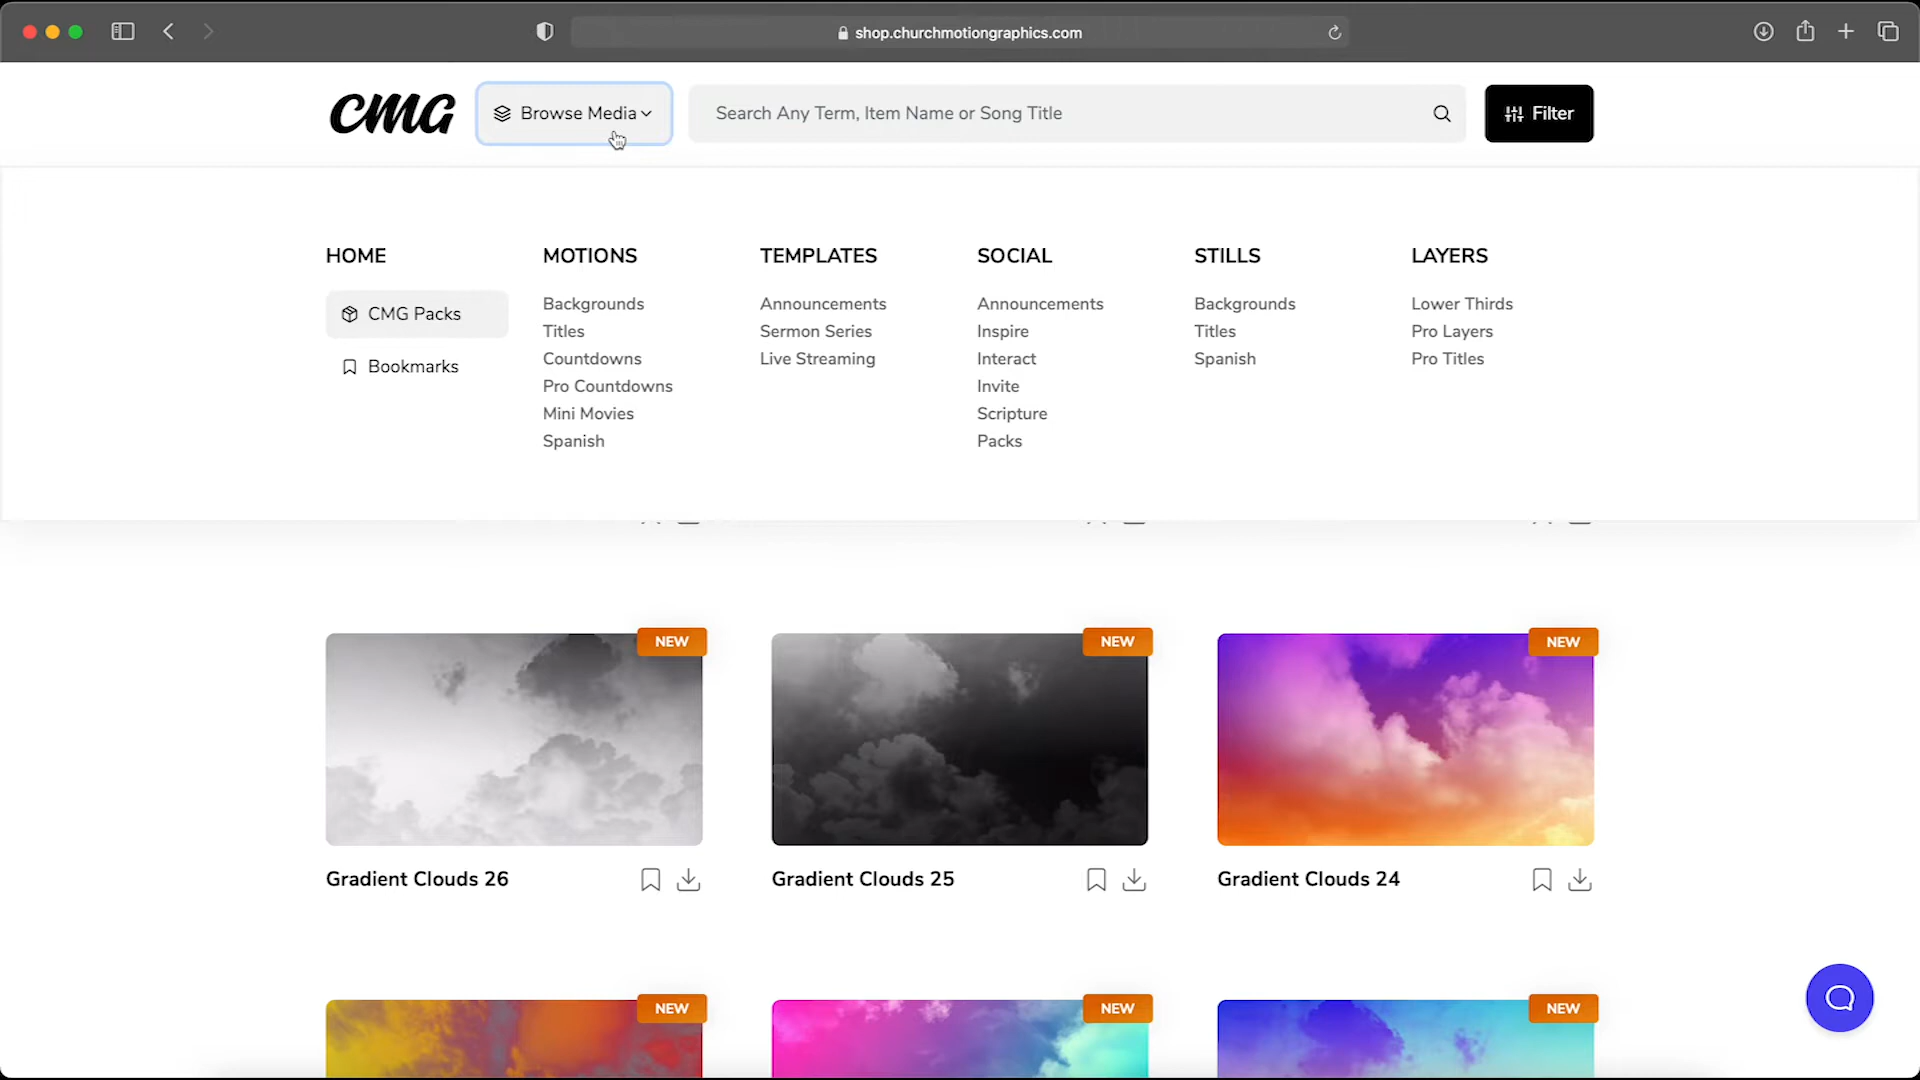 shop.churchmotiongraphics.com
CMG
Browse Media
Search Any Term, Item Name or Song Title
Filter
HOME
CMG Packs
Bookmarks
MOTIONS
Backgrounds
Titles
Countdowns
Pro Countdowns
Mini Movies
Spanish
TEMPLATES
Announcements
Sermon Series
Live Streaming
SOCIAL
Announcements
Inspire
Interact
Invite
Scripture
Packs
STILLS
Backgrounds
Titles
Spanish
LAYERS
Lower Thirds
Pro Layers
Pro Titles
NEW
NEW
NEW
Gradient Clouds 26
Gradient Clouds 25
Gradient Clouds 24
NEW
NEW
NEW